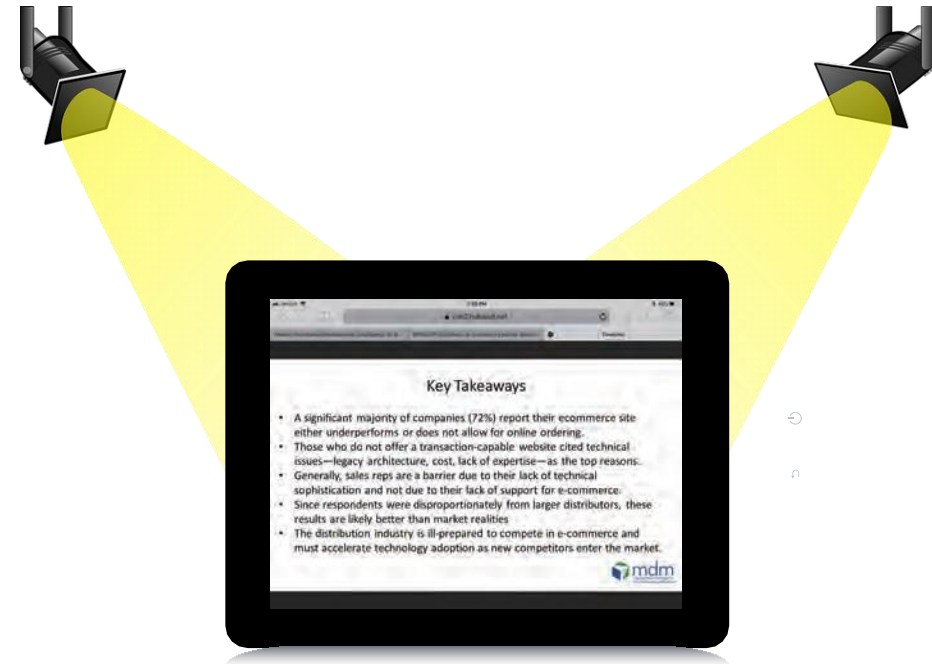 Key Takeaways
• A significant majority of companies (72%) report their ecommerce site
either underperforms or does not allow for online ordering.
• Those who do not offer a transaction-capable website cited technical
issues—legacy architecture, cost, lack of expertise—as the top reasons.
• Generally, sales reps are a barrier due to their lack of technical
sophistication and not due to their lack of support for e-commerce.
• Since respondents were disproportionately from larger distributors, these
results are likely better than market realities
• The distribution industry is ill-prepared to compete in e-commerce and
must accelerate technology adoption as new competitors enter the market.
mdm